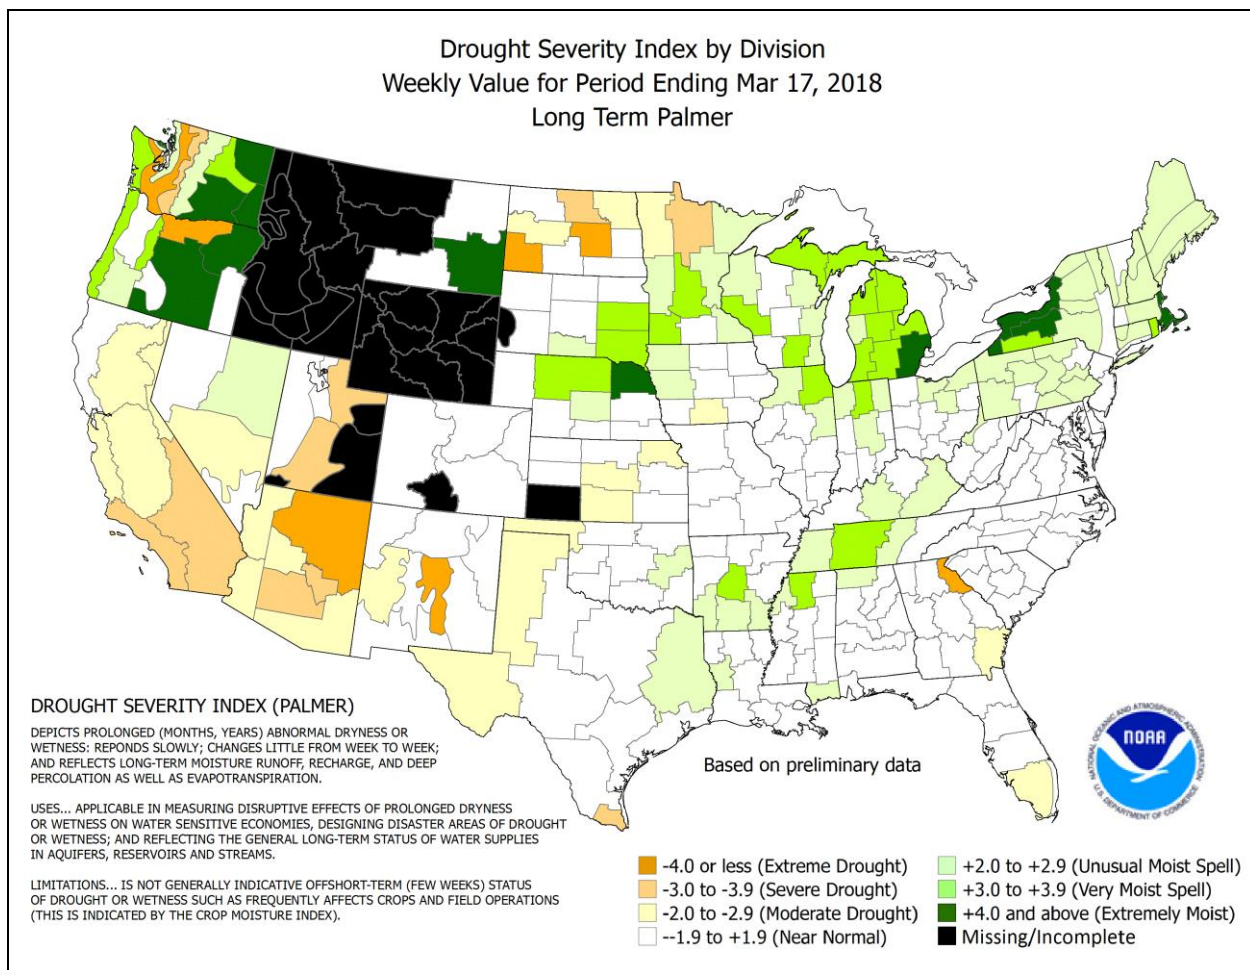 Drought Severity Index by Division
Weekly Value for Period Ending Mar 17, 2018
Long Term Palmer
DROUGHT SEVERITY INDEX (PALMER)
DEPICTS PROLONGED (MONTHS, YEARS) ABNORMAL DRYNESS OR
WETNESS: REPONDS SLOWLY; CHANGES LITTLE FROM WEEK TO WEEK;
AND REFLECTS LONG-TERM MOISTURE RUNOFF, RECHARGE, AND DEEP
PERCOLATION AS WELL AS EVAPOTRANSPIRATION.
USES... APPLICABLE IN MEASURING DISRUPTIVE EFFECTS OF PROLONGED DRYNESS
OR WETNESS ON WATER SENSITIVE ECONOMIES, DESIGNING DISASTER AREAS OF DROUGHT
OR WETNESS; AND REFLECTING THE GENERAL LONG-TERM STATUS OF WATER SUPPLIES
IN AQUIFERS, RESERVOIRS AND STREAMS.
LIMITATIONS... IS NOT GENERALLY INDICATIVE OFFSHORT-TERM (FEW WEEKS) STATUS
OF DROUGHT OR WETNESS SUCH AS FREQUENTLY AFFECTS CROPS AND FIELD OPERATIONS
(THIS IS INDICATED BY THE CROP MOISTURE INDEX).
Based on preliminary data
NATIONAL OCEANIC AND ATMOSPHERIC ADMINISTRATION
NOAA
U.S. DEPARTMENT OF COMMERCE
-4.0 or less (Extreme Drought)
-3.0 to -3.9 (Severe Drought)
-2.0 to -2.9 (Moderate Drought)
--1.9 to +1.9 (Near Normal)
+2.0 to +2.9 (Unusual Moist Spell)
+3.0 to +3.9 (Very Moist Spell)
+4.0 and above (Extremely Moist)
Missing/Incomplete